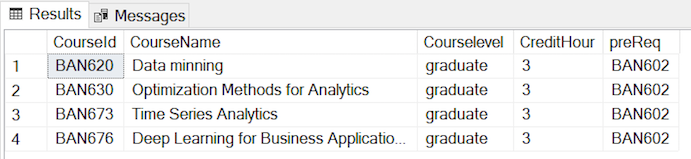 Results Messages
CourseId CourseName Courselevel CreditHour preReq
1 BAN620 Data minning graduate 3 BAN602
2 BAN630 Optimization Methods for Analytics graduate 3 BAN602
3 BAN673 Time Series Analytics graduate 3 BAN602
4 BAN676 Deep Learning for Business Applicatio... graduate 3 BAN602